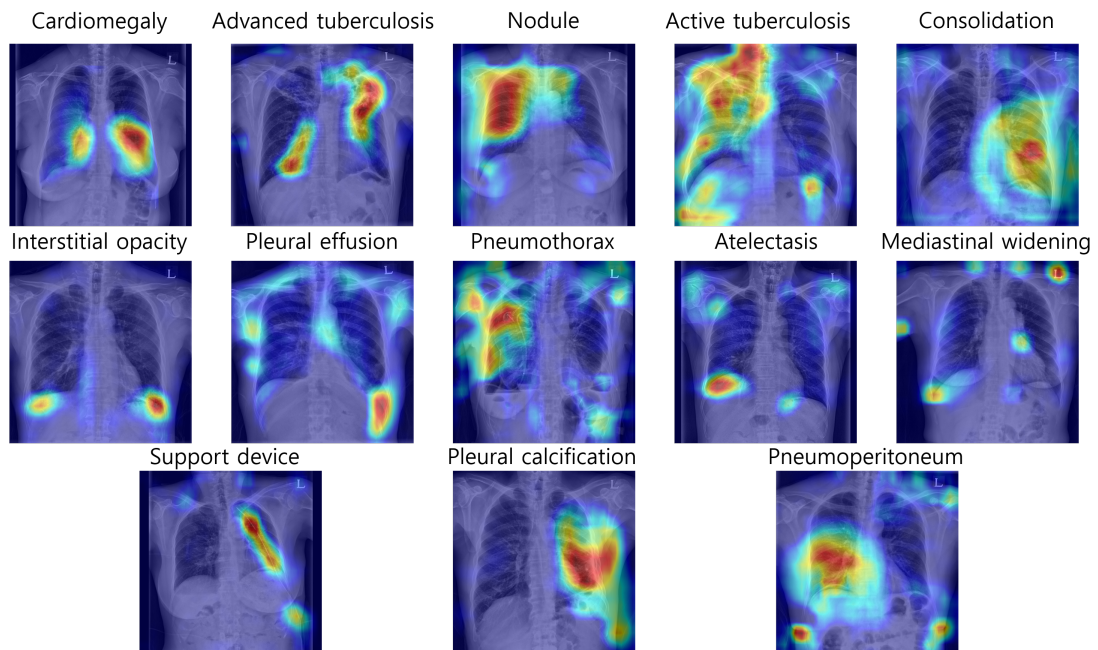 Cardiomegaly Advanced tuberculosis Nodule Active tuberculosis Consolidation
L L L L L
Interstitial opacity Pleural effusion Pneumothorax Atelectasis Mediastinal widening
L L L L L
Support device Pleural calcification Pneumoperitoneum
L L L